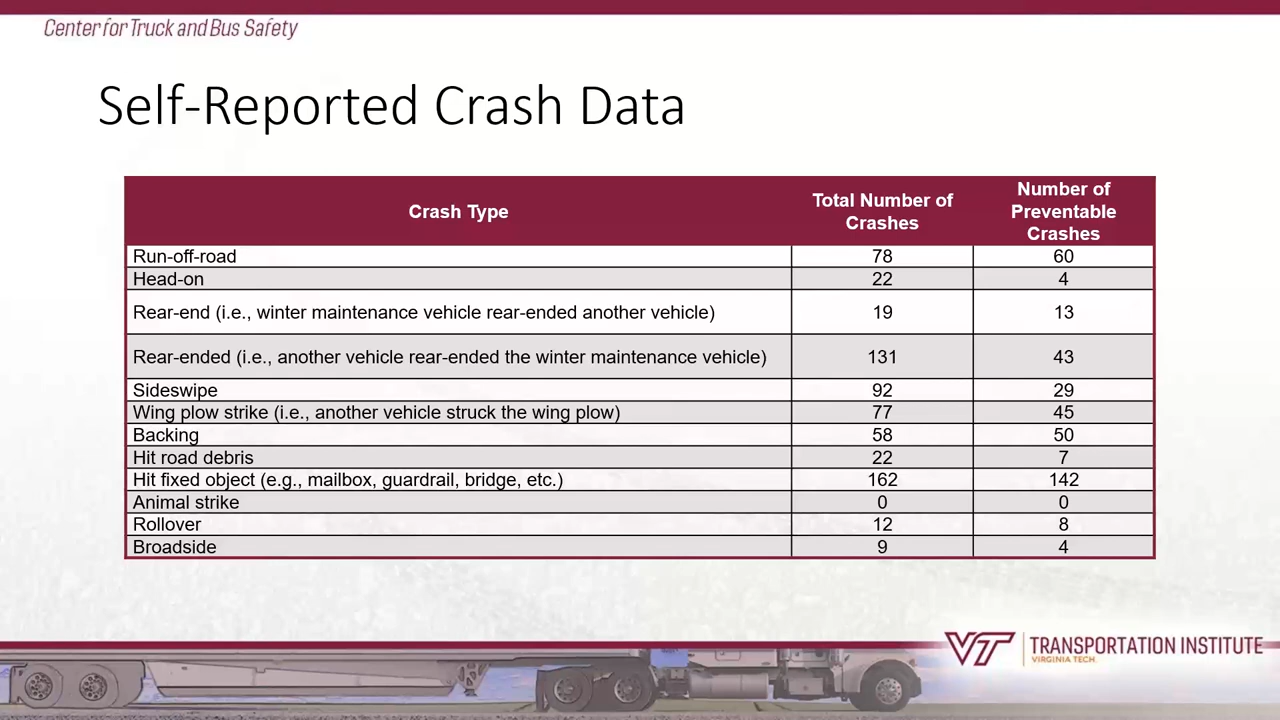 Center for Truck and Bus Safety
Self-Reported Crash Data
Crash Type
Total Number of
Crashes
Number of
Preventable
Crashes
Run-off-road 78 60
Head-on 22 4
Rear-end (i.e., winter maintenance vehicle rear-ended another vehicle) 19 13
Rear-ended (i.e., another vehicle rear-ended the winter maintenance vehicle) 131 43
Sideswipe 92 29
Wing plow strike (i.e., another vehicle struck the wing plow) 77 45
Backing 58 50
Hit road debris 22 7
Hit fixed object (e.g., mailbox, guardrail, bridge, etc.) 162 142
Animal strike 0 0
Rollover 12 8
Broadside 9 4
VT TRANSPORTATION INSTITUTE
VIRGINIA TECH